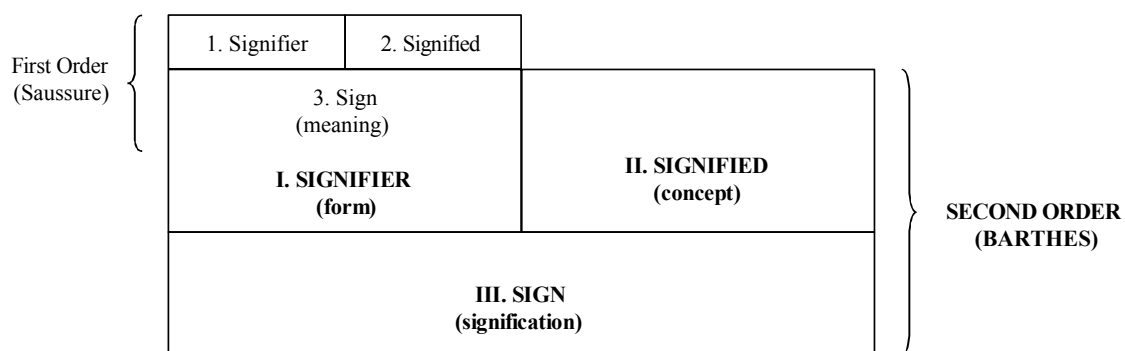 1. Signifier
2. Signified
First Order
(Saussure)
3. Sign
(meaning)
I. SIGNIFIER
(form)
II. SIGNIFIED
(concept)
SECOND ORDER
(BARTHES)
III. SIGN
(signification)